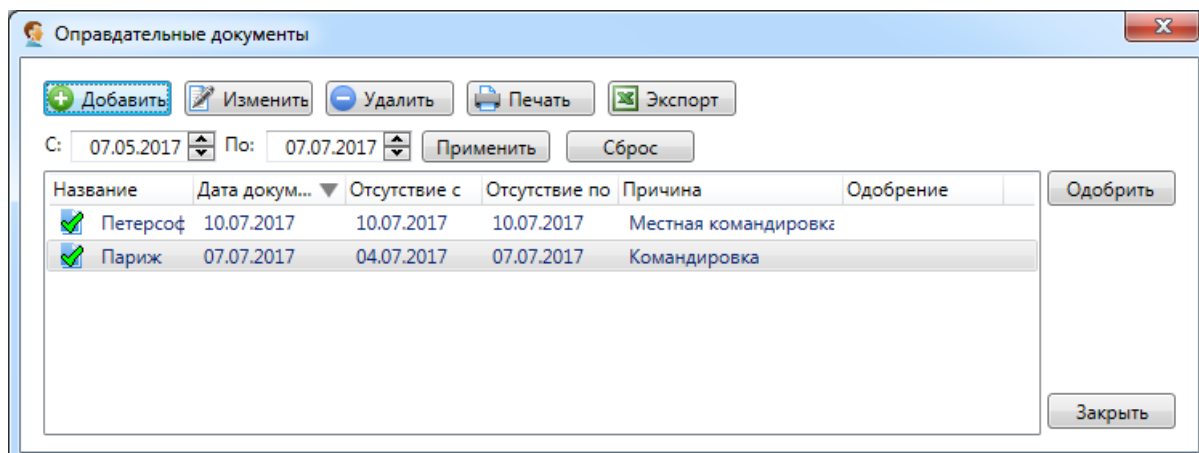 Оправдательные документы
Добавить Изменить Удалить Печать Экспорт
С: 07.05.2017 По: 07.07.2017 Применить Сброс
Название Дата докум... Отсутствие с Отсутствие по Причина Одобрение Одобрить
Петерсоф 10.07.2017 10.07.2017 10.07.2017 Местная командировка
Париж 07.07.2017 04.07.2017 07.07.2017 Командировка
Закрыть